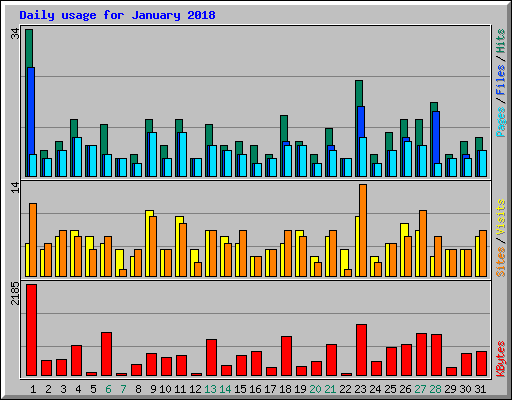 Daily usage for January 2018
34
Pages / Files / Hits
14
Sites / Visits
2185
KBytes
1 2 3 4 5 6 7 8 9 10 11 12 13 14 15 16 17 18 19 20 21 22 23 24 25 26 27 28 29 30 31